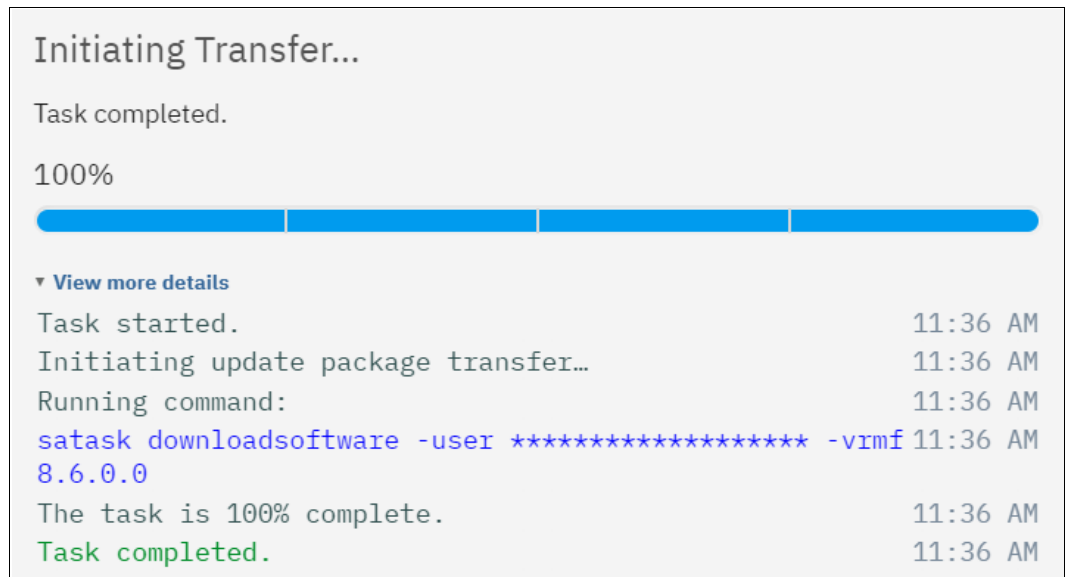 Initiating Transfer...
Task completed.
100%
▼ View more details
Task started. 11:36 AM
Initiating update package transfer… 11:36 AM
Running command: 11:36 AM
satask downloadsoftware -user ******************* -vrmf 11:36 AM
8.6.0.0
The task is 100% complete. 11:36 AM
Task completed. 11:36 AM